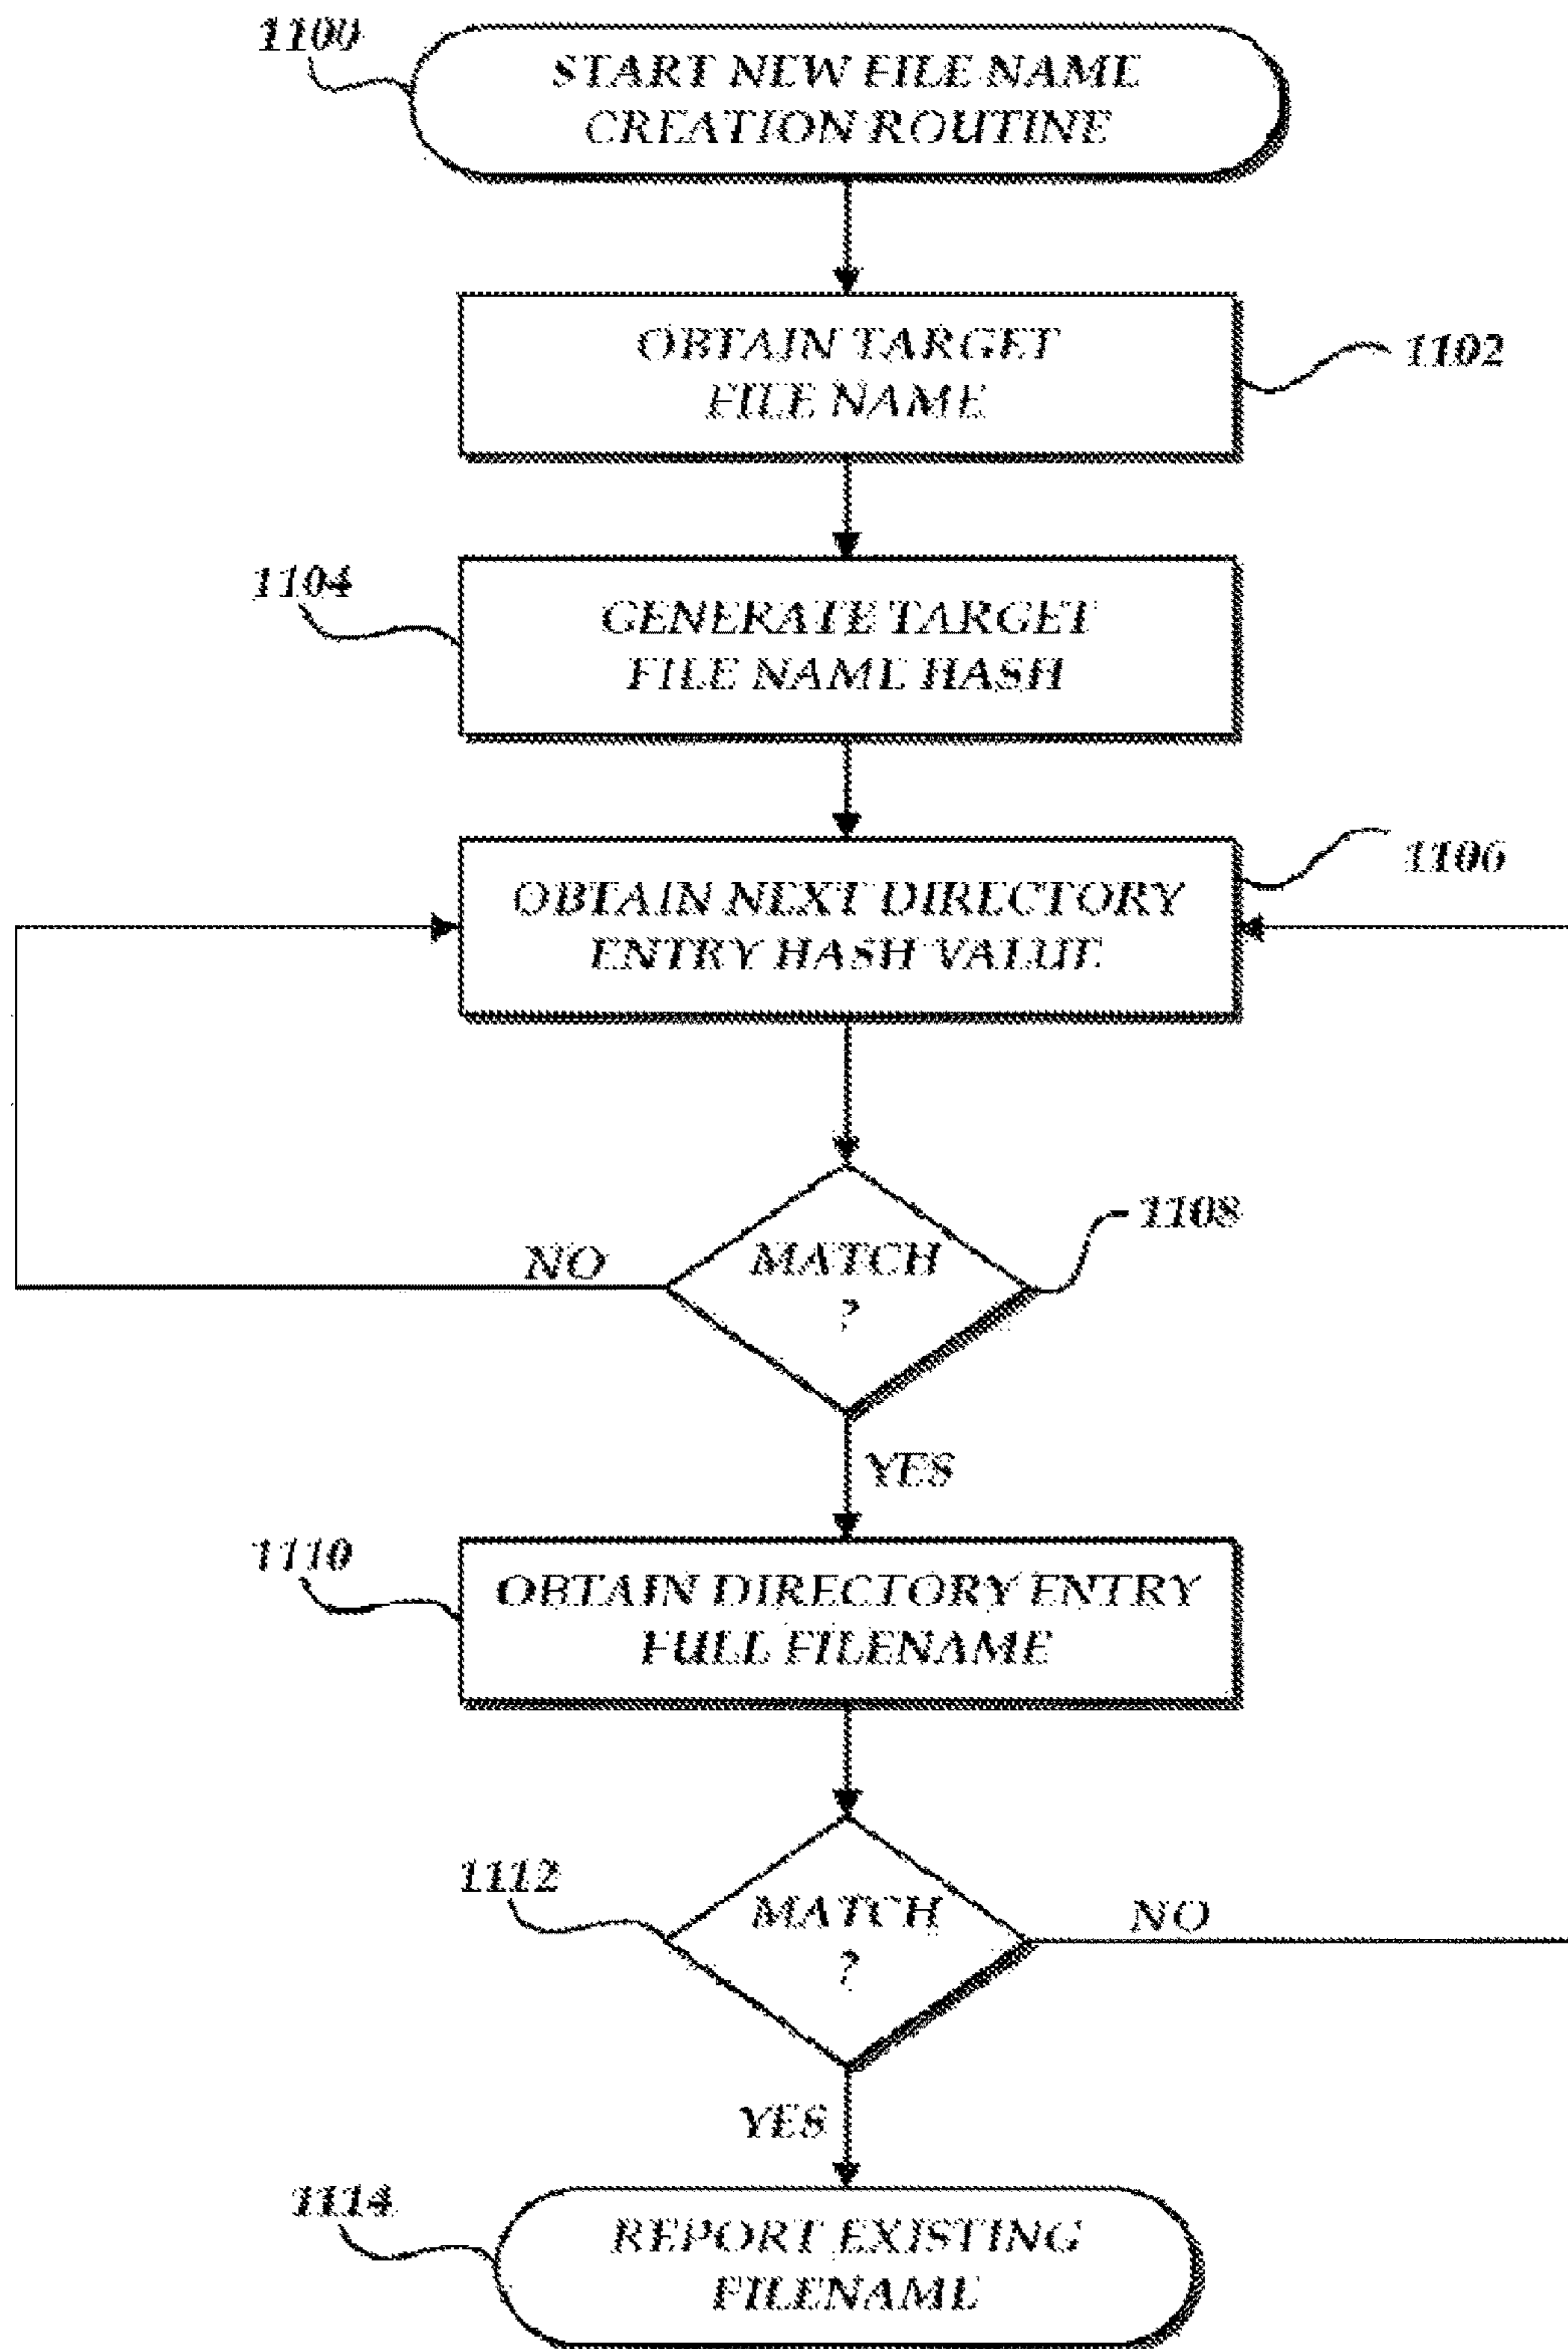 1100
START NEW FILE NAME
CREATION ROUTINE
OBTAIN TARGET
FILE NAME
1102
1104
GENERATE TARGET
FILE NAME HASH
1106
OBTAIN NEXT DIRECTORY
ENTRY HASH VALUE
1108
MATCH
?
NO
YES
1110
OBTAIN DIRECTORY ENTRY
FULL FILENAME
1112
MATCH
?
NO
YES
1114
REPORT EXISTING
FILENAME